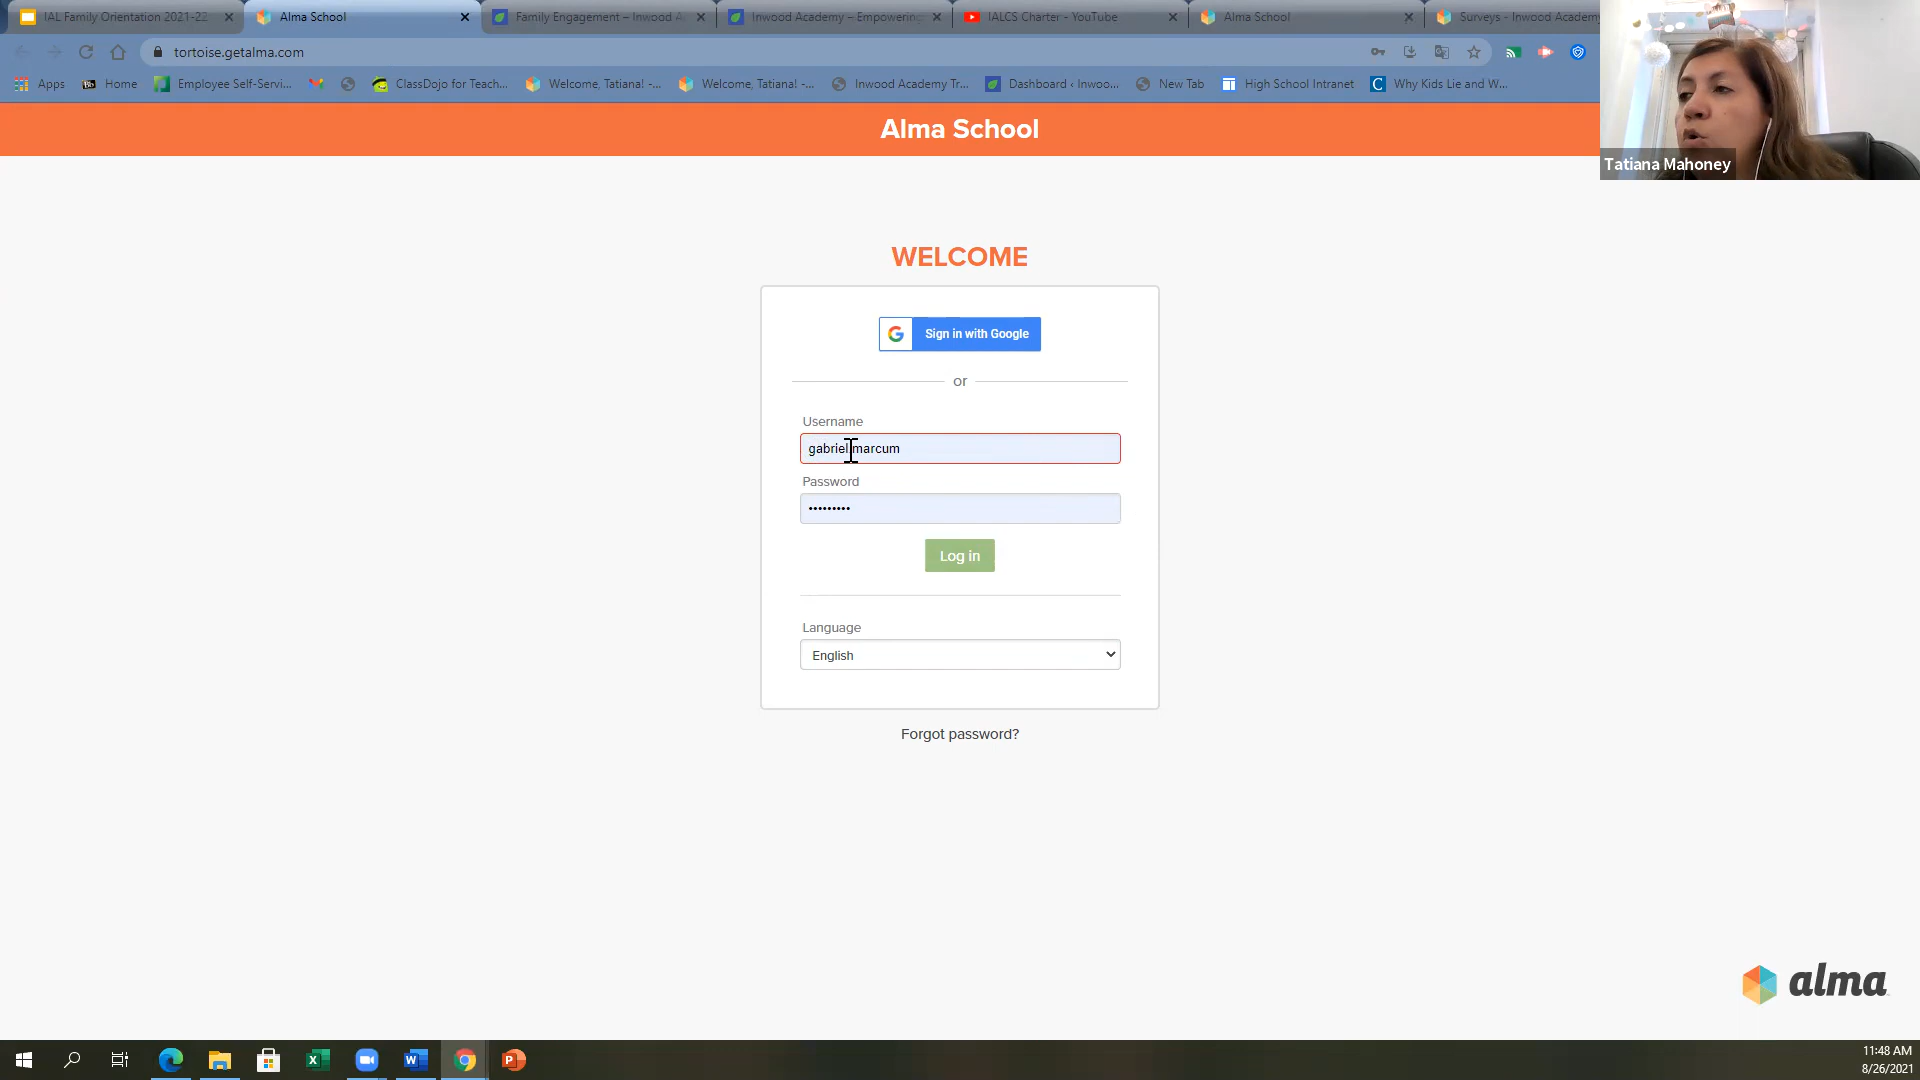 IAL Family Orientation 2021-22
Alma School
Family Engagement – Inwood A
Inwood Academy – Empowering
IALCS Charter - YouTube
Alma School
Surveys - Inwood Academy
tortoise.getalma.com
Apps
Bb Home
Employee Self-Servi...
ClassDojo for Teach...
Welcome, Tatiana! -...
Welcome, Tatiana! -...
Inwood Academy Tr...
Dashboard ‹ Inwoo...
New Tab
High School Intranet
C Why Kids Lie and W...
Alma School
Tatiana Mahoney
WELCOME
G Sign in with Google
or
Username
gabriel.marcum
Password
•••••••••
Log in
Language
English
Forgot password?
alma
11:48 AM
8/26/2021